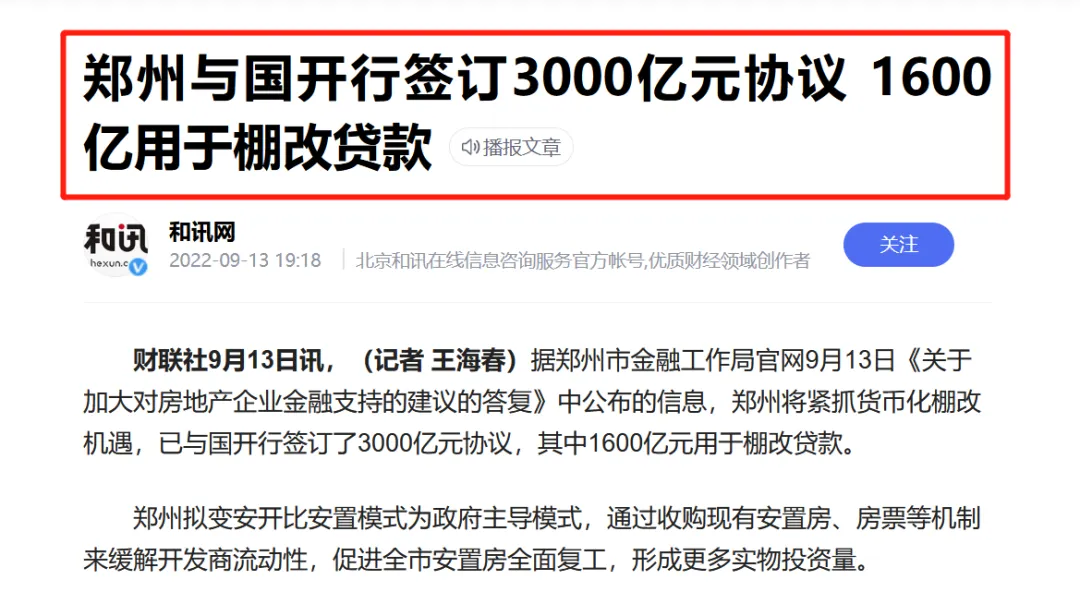 郑州与国开行签订3000亿元协议 1600
亿用于棚改贷款 播报文章
和讯
hexun.c
和讯网
2022-09-13 19:18 北京和讯在线信息咨询服务官方帐号,优质财经领域创作者
关注
财联社9月13日讯，（记者 王海春）据郑州市金融工作局官网9月13日《关于
加大对房地产企业金融支持的建议的答复》中公布的信息，郑州将紧抓货币化棚改
机遇，已与国开行签订了3000亿元协议，其中1600亿元用于棚改贷款。
郑州拟变安开比安置模式为政府主导模式，通过收购现有安置房、房票等机制
来缓解开发商流动性，促进全市安置房全面复工，形成更多实物投资量。